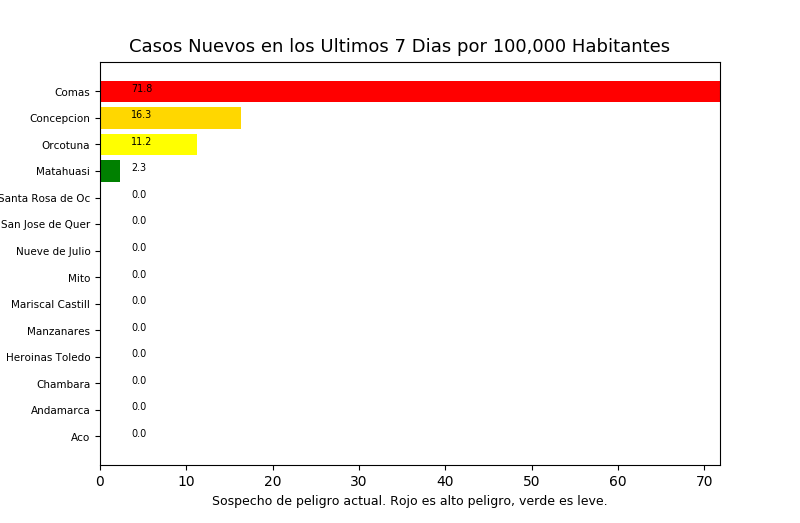 Casos Nuevos en los Ultimos 7 Dias por 100,000 Habitantes
Comas 71.8
Concepcion 16.3
Orcotuna 11.2
Matahuasi 2.3
Santa Rosa de Oc 0.0
San Jose de Quer 0.0
Nueve de Julio 0.0
Mito 0.0
Mariscal Castill 0.0
Manzanares 0.0
Heroinas Toledo 0.0
Chambara 0.0
Andamarca 0.0
Aco 0.0
0 10 20 30 40 50 60 70
Sospecho de peligro actual. Rojo es alto peligro, verde es leve.